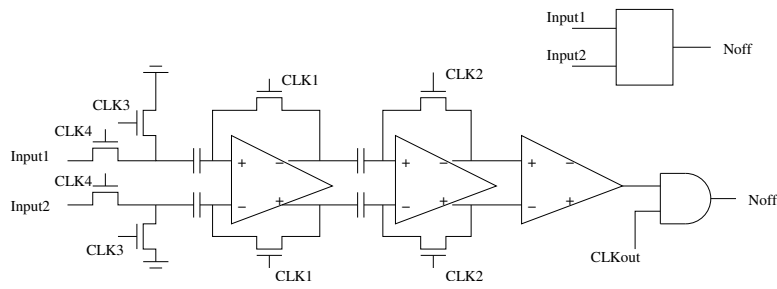 Input1
Noff
Input2
CLK1
CLK2
CLK3
CLK4
Input1
+ − + − + −
CLK4
Input2
− + − + − +
Noff
CLK3
CLK1
CLK2
CLKout